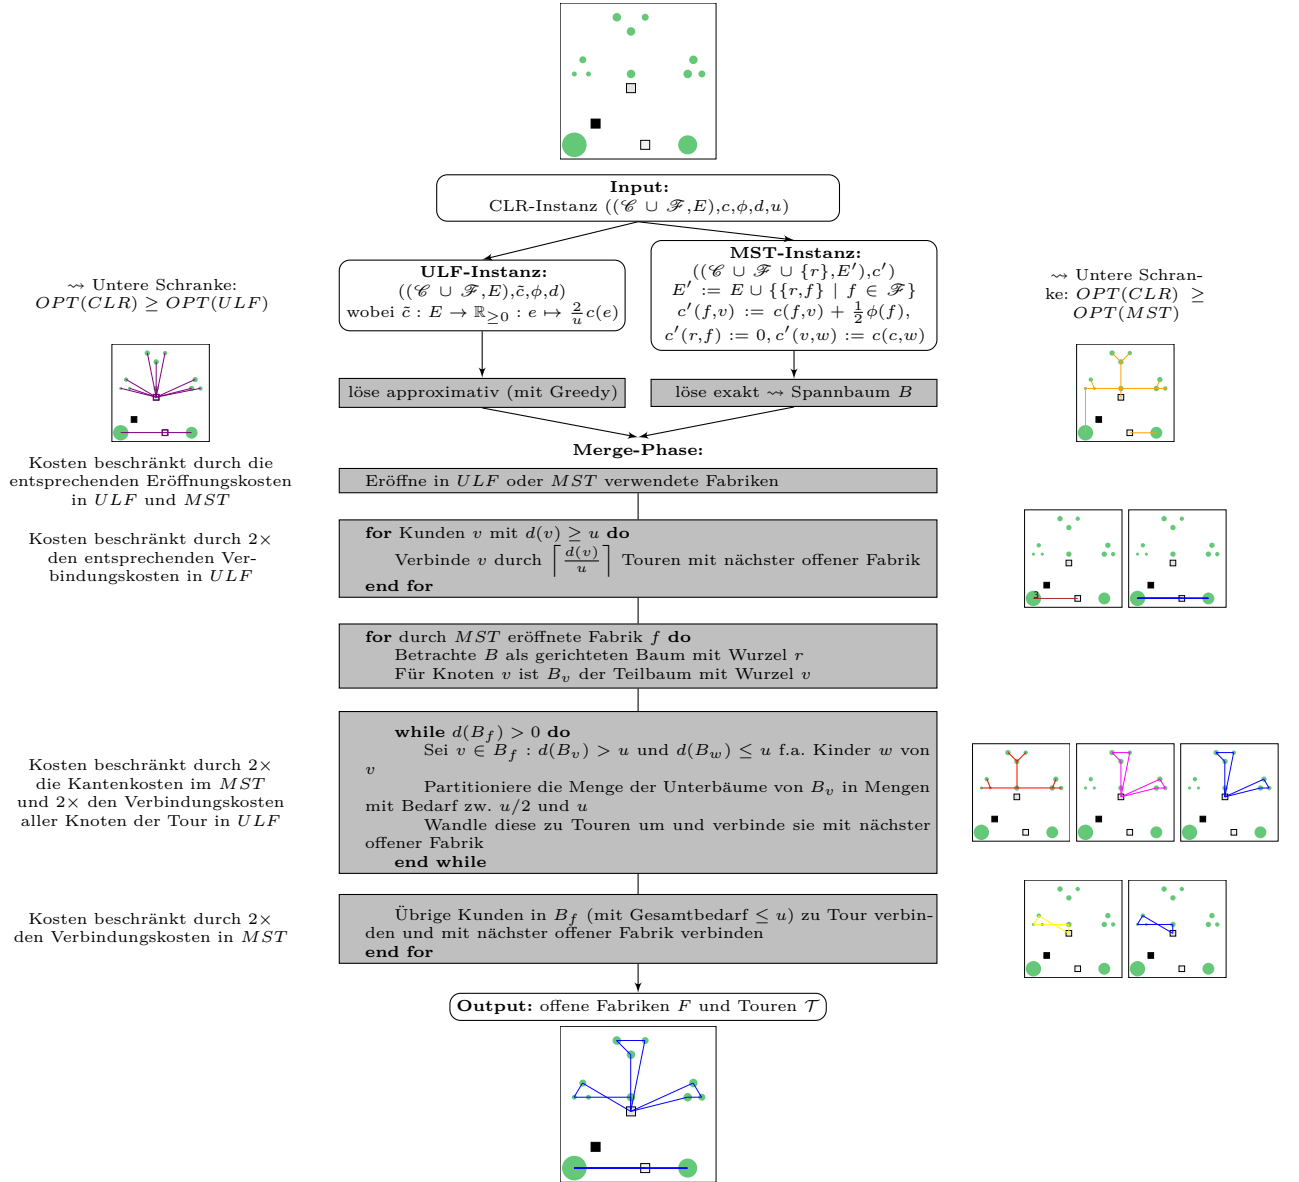 Input:
CLR-Instanz ((𝒞 ∪ ℱ,E),c,ϕ,d,u)
ULF-Instanz:
((𝒞 ∪ ℱ,E),c̃,ϕ,d)
wobei c̃ : E → ℝ≥0 : e ↦ 2/u c(e)
MST-Instanz:
((𝒞 ∪ ℱ ∪ {r},E′),c′)
E′ := E ∪ {{r,f} | f ∈ ℱ}
c′(f,v) := c(f,v) + 1/2 ϕ(f),
c′(r,f) := 0, c′(v,w) := c(c,w)
⇝ Untere Schranke:
OPT(CLR) ≥ OPT(ULF)
⇝ Untere Schran-
ke: OPT(CLR) ≥
OPT(MST)
löse approximativ (mit Greedy)
löse exakt ⇝ Spannbaum B
Merge-Phase:
Kosten beschränkt durch die
entsprechenden Eröffnungskosten
in ULF und MST
Eröffne in ULF oder MST verwendete Fabriken
Kosten beschränkt durch 2×
den entsprechenden Ver-
bindungskosten in ULF
for Kunden v mit d(v) ≥ u do
Verbinde v durch ⌈d(v)/u⌉ Touren mit nächster offener Fabrik
end for
3
for durch MST eröffnete Fabrik f do
Betrachte B als gerichteten Baum mit Wurzel r
Für Knoten v ist B_v der Teilbaum mit Wurzel v
Kosten beschränkt durch 2×
die Kantenkosten im MST
und 2× den Verbindungskosten
aller Knoten der Tour in ULF
while d(B_f) > 0 do
Sei v ∈ B_f : d(B_v) > u und d(B_w) ≤ u f.a. Kinder w von
v
Partitioniere die Menge der Unterbäume von B_v in Mengen
mit Bedarf zw. u/2 und u
Wandle diese zu Touren um und verbinde sie mit nächster
offener Fabrik
end while
Kosten beschränkt durch 2×
den Verbindungskosten in MST
Übrige Kunden in B_f (mit Gesamtbedarf ≤ u) zu Tour verbin-
den und mit nächster offener Fabrik verbinden
end for
Output: offene Fabriken F und Touren 𝒯